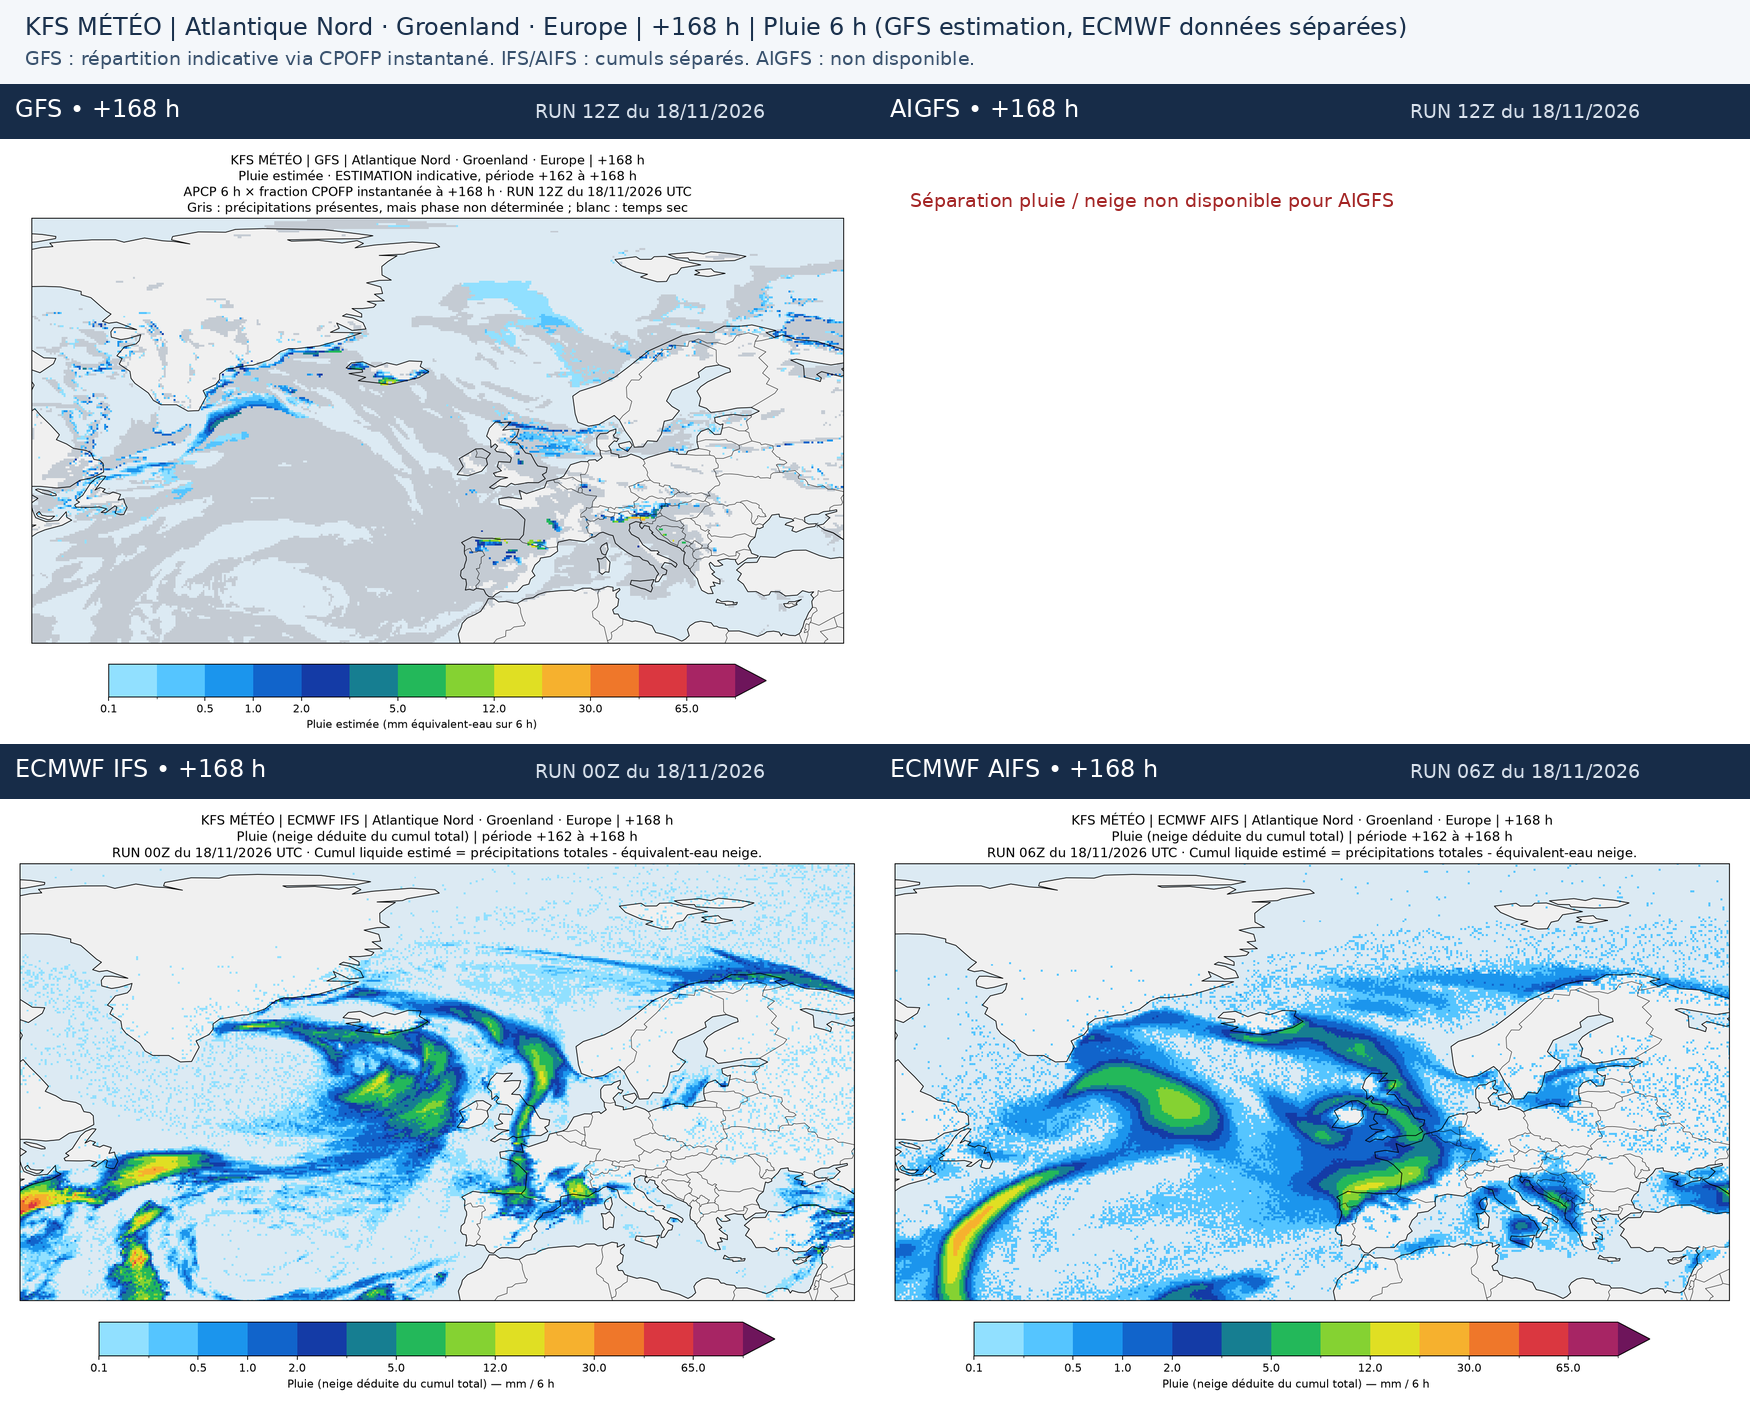 KFS MÉTÉO | Atlantique Nord · Groenland · Europe | +168 h | Pluie 6 h (GFS estimation, ECMWF données séparées)
GFS : répartition indicative via CPOFP instantané. IFS/AIFS : cumuls séparés. AIGFS : non disponible.
GFS • +168 h
RUN 12Z du 18/11/2026
AIGFS • +168 h
RUN 12Z du 18/11/2026
KFS MÉTÉO | GFS | Atlantique Nord · Groenland · Europe | +168 h
Pluie estimée · ESTIMATION indicative, période +162 à +168 h
APCP 6 h × fraction CPOFP instantanée à +168 h · RUN 12Z du 18/11/2026 UTC
Gris : précipitations présentes, mais phase non déterminée ; blanc : temps sec
Séparation pluie / neige non disponible pour AIGFS
0.1 0.5 1.0 2.0 5.0 12.0 30.0 65.0
Pluie estimée (mm équivalent-eau sur 6 h)
ECMWF IFS • +168 h
RUN 00Z du 18/11/2026
ECMWF AIFS • +168 h
RUN 06Z du 18/11/2026
KFS MÉTÉO | ECMWF IFS | Atlantique Nord · Groenland · Europe | +168 h
Pluie (neige déduite du cumul total) | période +162 à +168 h
RUN 00Z du 18/11/2026 UTC · Cumul liquide estimé = précipitations totales - équivalent-eau neige.
0.1 0.5 1.0 2.0 5.0 12.0 30.0 65.0
Pluie (neige déduite du cumul total) — mm / 6 h
KFS MÉTÉO | ECMWF AIFS | Atlantique Nord · Groenland · Europe | +168 h
Pluie (neige déduite du cumul total) | période +162 à +168 h
RUN 06Z du 18/11/2026 UTC · Cumul liquide estimé = précipitations totales - équivalent-eau neige.
0.1 0.5 1.0 2.0 5.0 12.0 30.0 65.0
Pluie (neige déduite du cumul total) — mm / 6 h